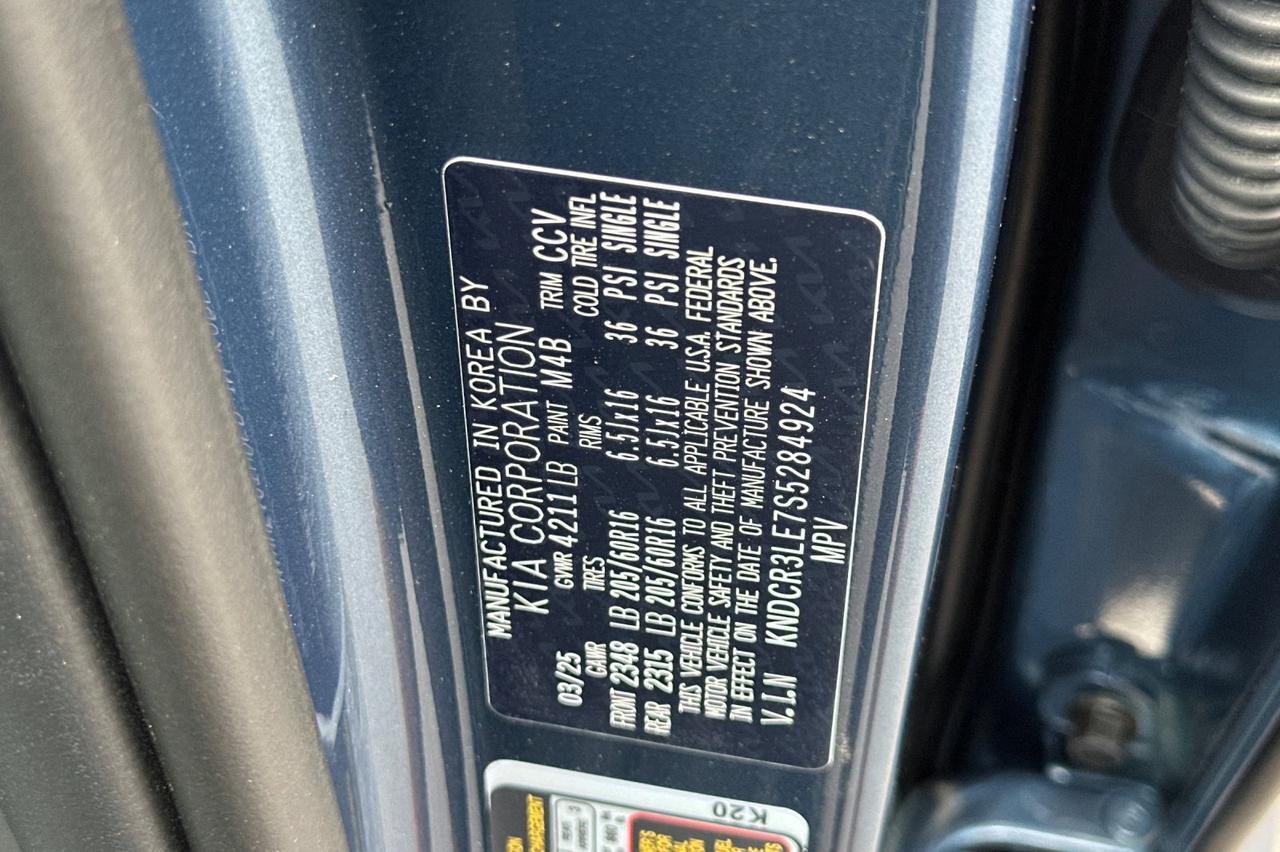 MANUFACTURED IN KOREA BY
KIA CORPORATION
03/25 GVWR 4211 LB PAINT M4B TRIM CCV
GAWR TIRES RIMS COLD TIRE INFL
FRONT 2348 LB 205/60R16 6.5Jx16 36 PSI SINGLE
REAR 2315 LB 205/60R16 6.5Jx16 36 PSI SINGLE
THIS VEHICLE CONFORMS TO ALL APPLICABLE U.S.A. FEDERAL
MOTOR VEHICLE SAFETY AND THEFT PREVENTION STANDARDS
IN EFFECT ON THE DATE OF MANUFACTURE SHOWN ABOVE.
V.I.N KNDCR3LE7S5284924
MPV
K20